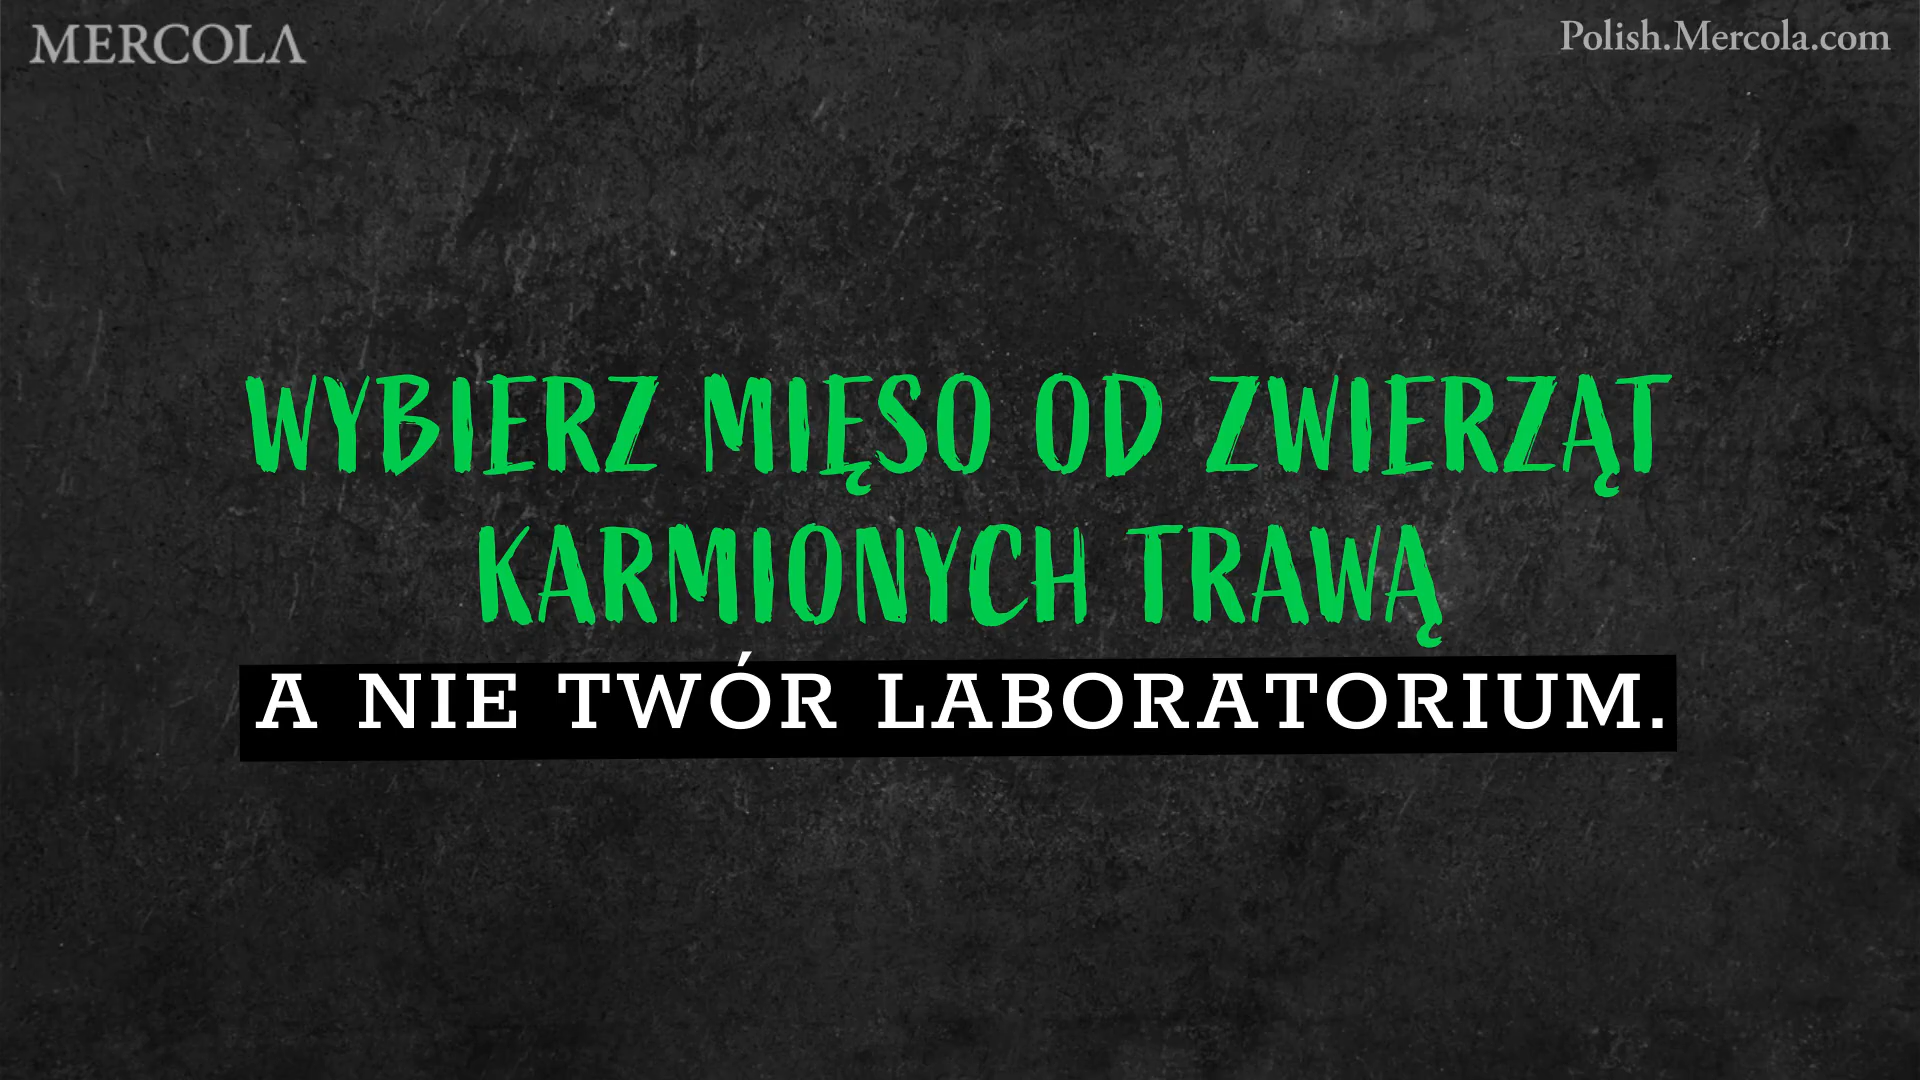 MERCOLA
Polish.Mercola.com
WYBIERZ MIĘSO OD ZWIERZĄT
KARMIONYCH TRAWĄ
A NIE TWÓR LABORATORIUM.